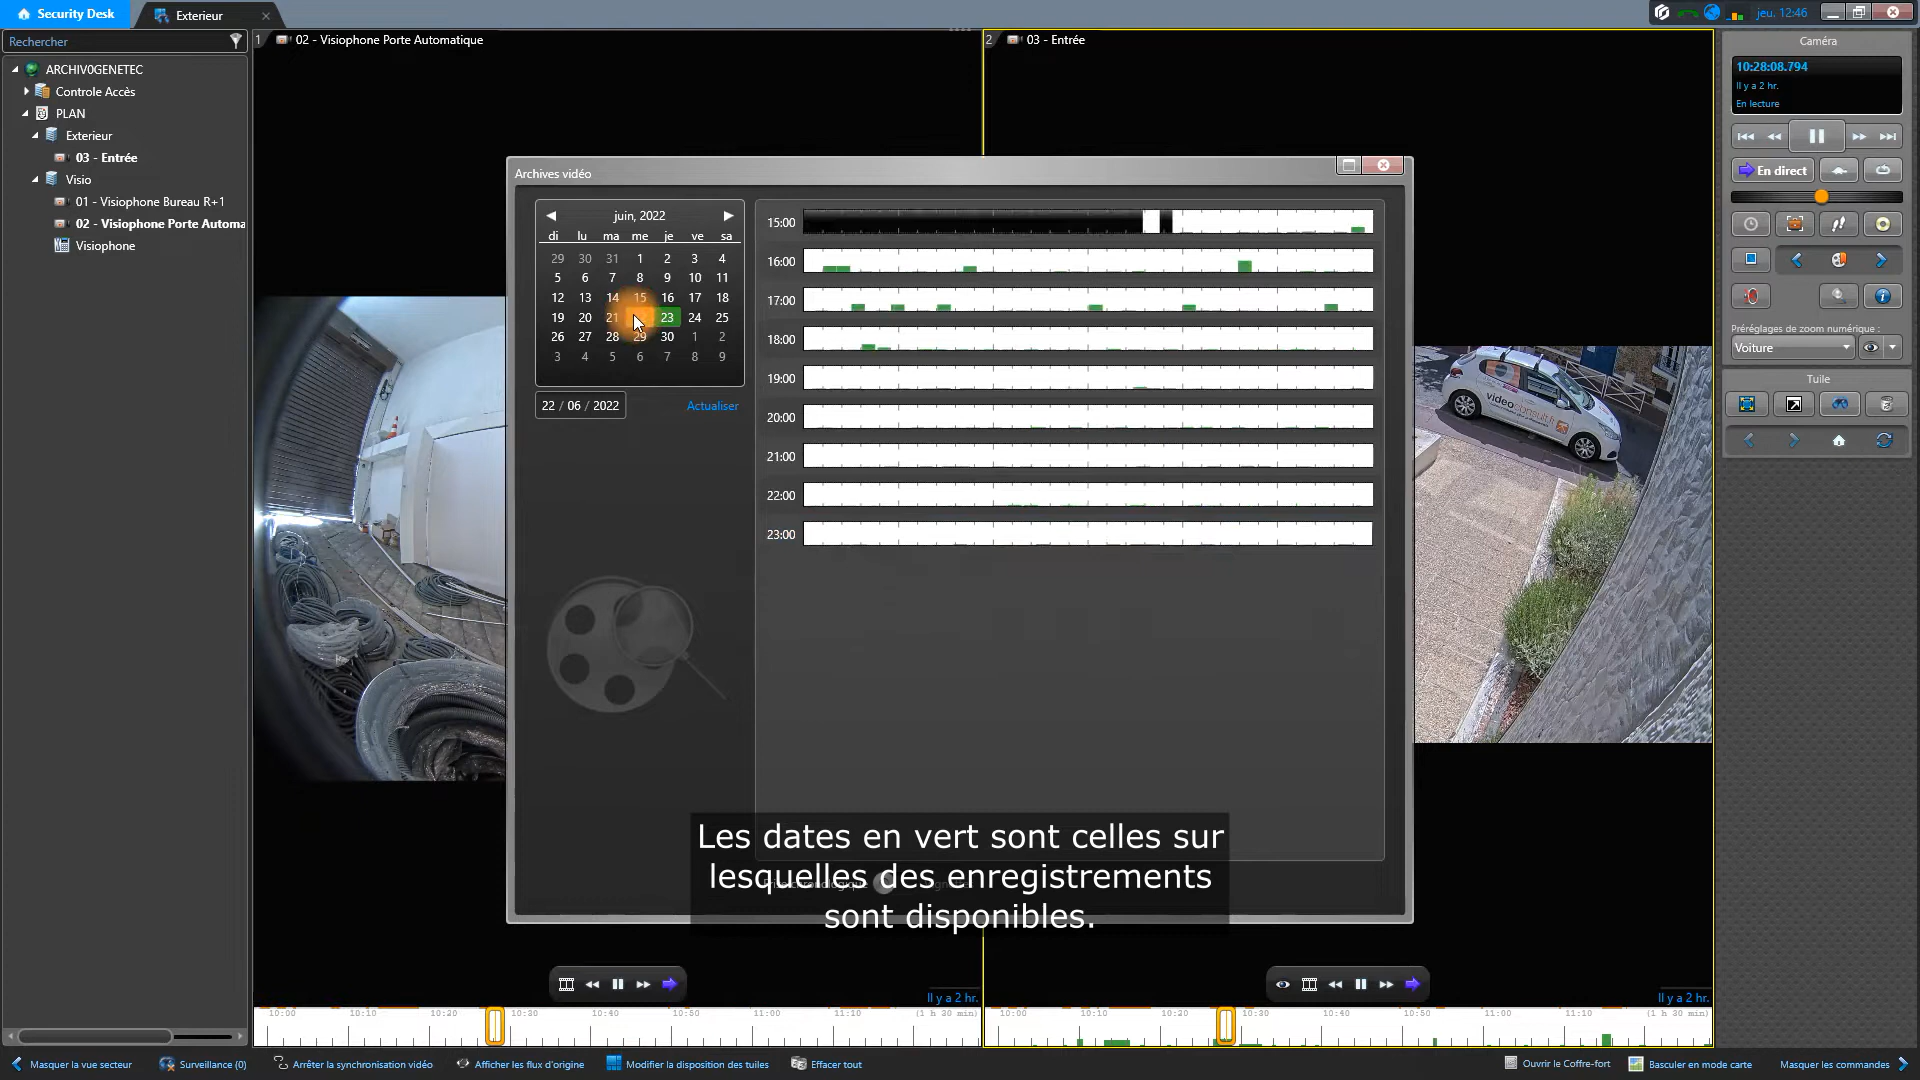 Security Desk
Exterieur
jeu. 12:46
Rechercher
ARCHIV0GENETEC
Controle Accès
PLAN
Exterieur
03 - Entrée
Visio
01 - Visiophone Bureau R+1
02 - Visiophone Porte Automa
Visiophone
1
02 - Visiophone Porte Automatique
2
03 - Entrée
Archives vidéo
juin, 2022
di lu ma me je ve sa
29 30 31 1 2 3 4
5 6 7 8 9 10 11
12 13 14 15 16 17 18
19 20 21 23 24 25
26 27 28 29 30 1 2
3 4 5 6 7 8 9
22 / 06 / 2022
Actualiser
15:00
16:00
17:00
18:00
19:00
20:00
21:00
22:00
23:00
Les dates en vert sont celles sur
lesquelles des enregistrements
sont disponibles.
videoconsult.fr
Caméra
10:28:08.794
Il y a 2 hr.
En lecture
En direct
Préréglages de zoom numérique :
Voiture
Tuile
Il y a 2 hr.
10:00 10:10 10:20 10:30 10:40 10:50 11:00 11:10 11:20 (1 h 30 min)
Il y a 2 hr.
10:00 10:10 10:20 10:30 10:40 10:50 11:00 11:10 (1 h 30 min)
Masquer la vue secteur
Surveillance (0)
Arrêter la synchronisation vidéo
Afficher les flux d'origine
Modifier la disposition des tuiles
Effacer tout
Ouvrir le Coffre-fort
Basculer en mode carte
Masquer les commandes